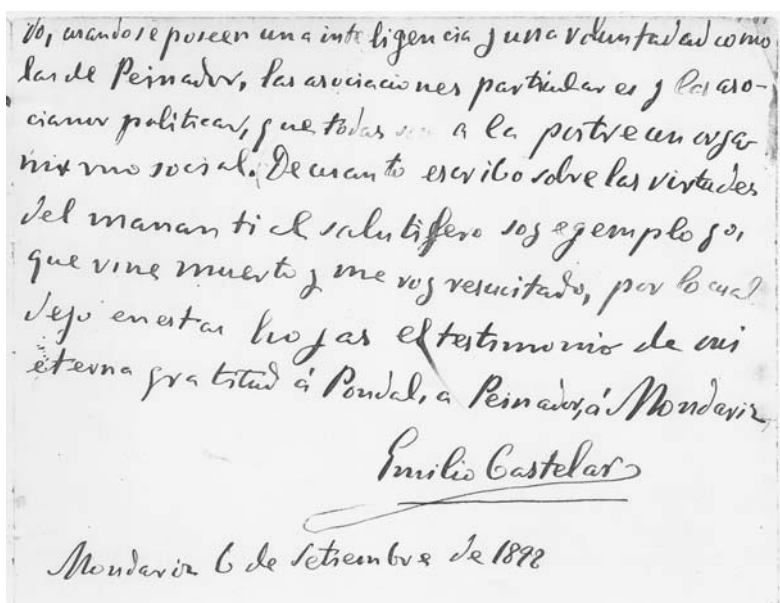 do, cuando se poseen una inteligencia y una voluntad como
las de Peinador, las asociaciones particulares y las aso-
ciaciones políticas, que todas son a la postre un orga-
nismo social. De cuanto escribo sobre las virtudes
del manantial salutífero soy egemplo yo,
que vine muerto y me voy resucitado, por lo cual
dejo en estas hojas el testimonio de mi
eterna gratitud á Pondal, a Peinador, á Mondariz
Emilio Castelar
Mondariz 6 de Setiembre de 1892